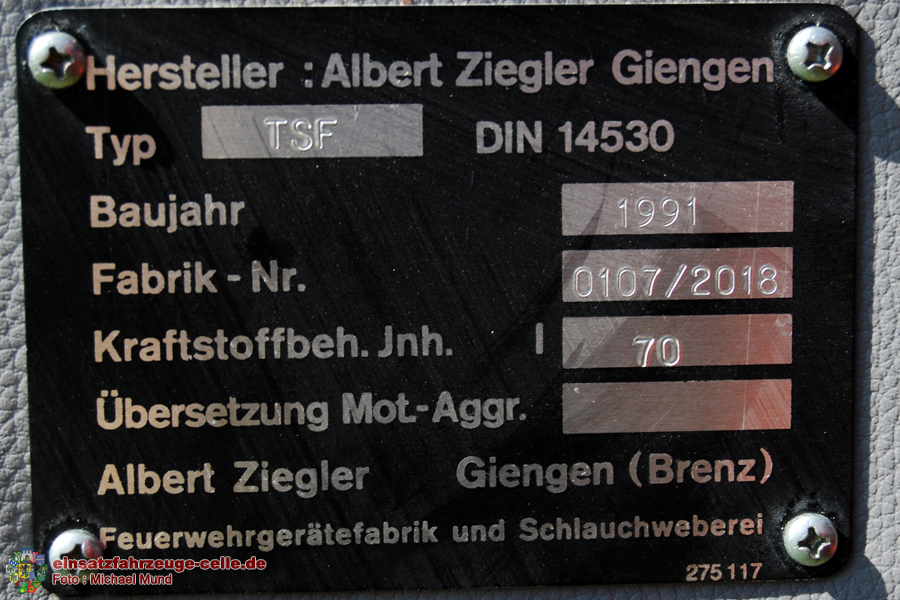 Hersteller : Albert Ziegler Giengen
Typ TSF DIN 14530
Baujahr 1991
Fabrik - Nr. 0107/2018
Kraftstoffbeh. Jnh. l 70
Übersetzung Mot.-Aggr.
Albert Ziegler Giengen (Brenz)
Feuerwehrgerätefabrik und Schlauchweberei
275 117
einsatzfahrzeuge-celle.de
Foto : Michael Mund